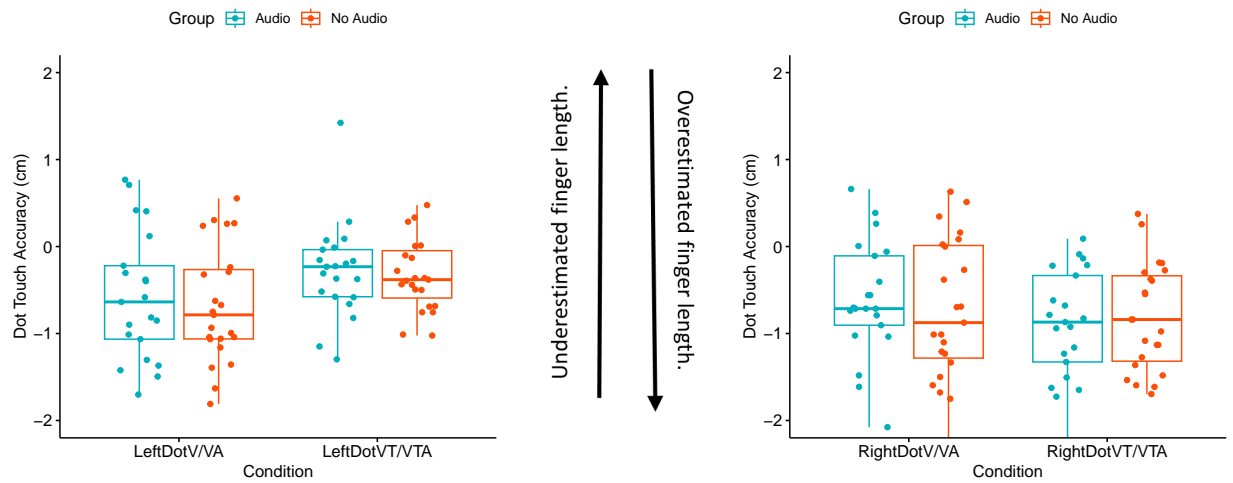 Group Audio No Audio
Dot Touch Accuracy (cm)
2
1
−0
−1
−2
LeftDotV/VA LeftDotVT/VTA
Condition
Underestimated finger length.
Overestimated finger length.
Group Audio No Audio
Dot Touch Accuracy (cm)
2
1
−0
−1
−2
RightDotV/VA RightDotVT/VTA
Condition